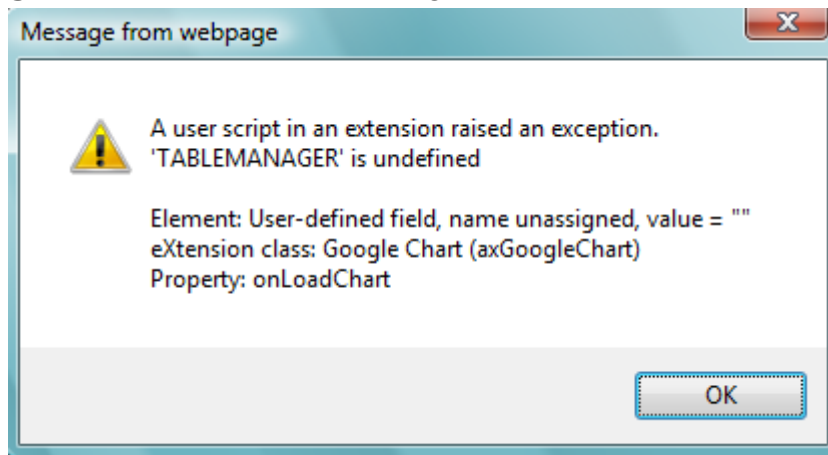 Message from webpage
A user script in an extension raised an exception.
'TABLEMANAGER' is undefined
Element: User-defined field, name unassigned, value = ""
eXtension class: Google Chart (axGoogleChart)
Property: onLoadChart
OK